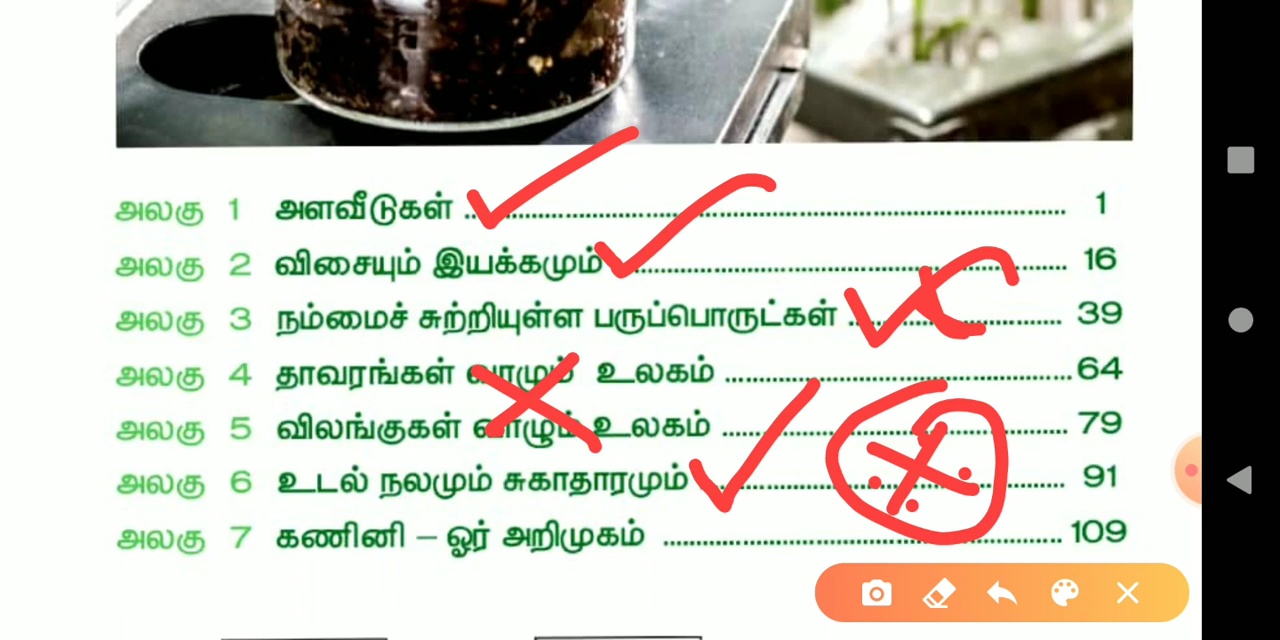 அலகு 1 அளவீடுகள் ........ 1
அலகு 2 விசையும் இயக்கமும் ........ 16
அலகு 3 நம்மைச் சுற்றியுள்ள பருப்பொருட்கள் ........ 39
அலகு 4 தாவரங்கள் வாழும் உலகம் ........ 64
அலகு 5 விலங்குகள் வாழும் உலகம் ........ 79
அலகு 6 உடல் நலமும் சுகாதாரமும் ........ 91
அலகு 7 கணினி – ஓர் அறிமுகம் ........ 109